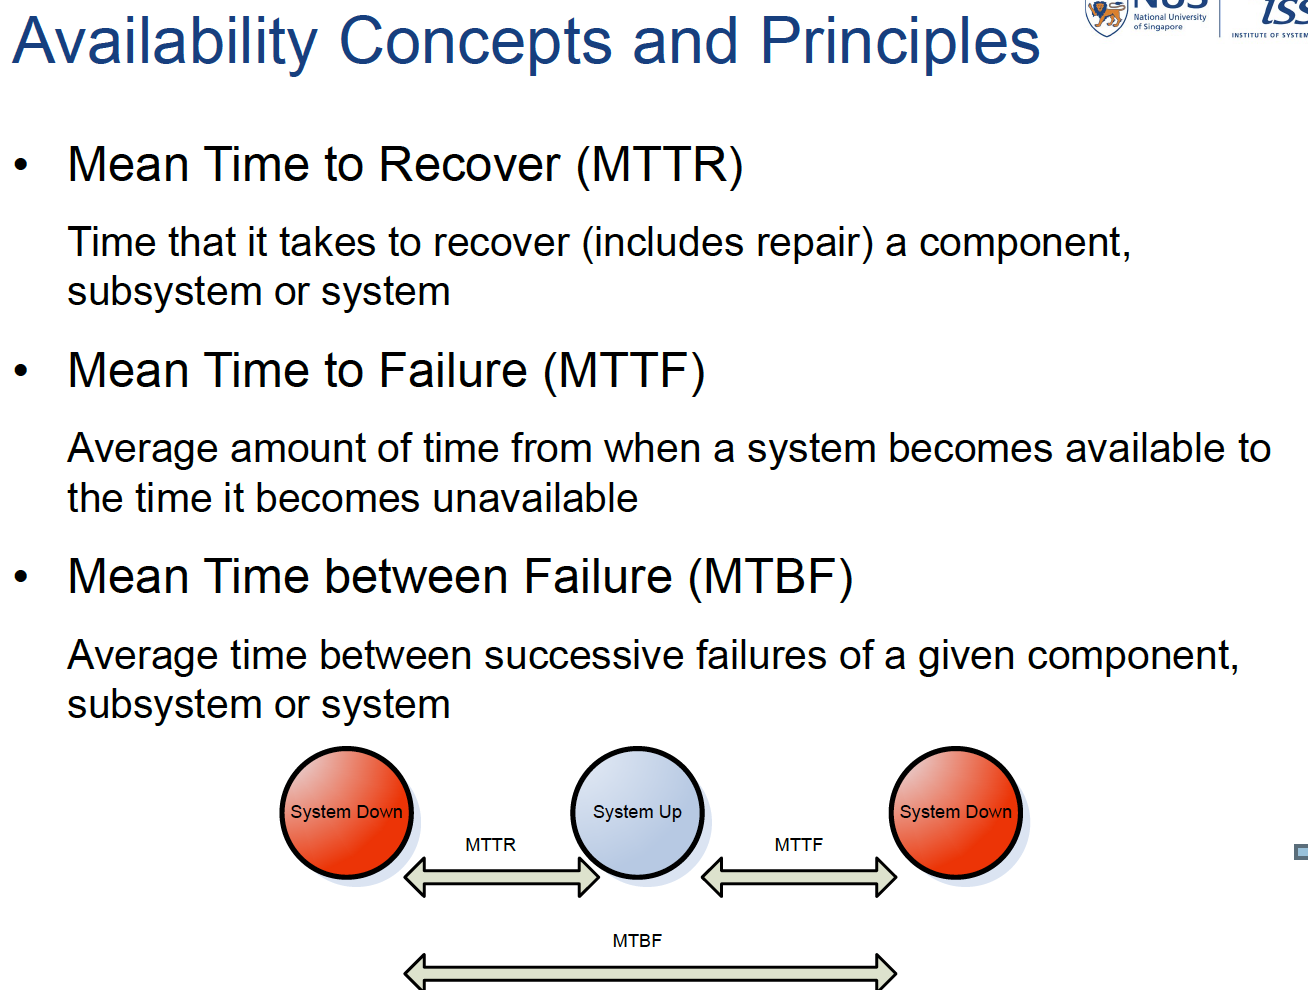 Availability Concepts and Principles
NUS
National University
of Singapore
iss
INSTITUTE OF SYSTEM
• Mean Time to Recover (MTTR)
Time that it takes to recover (includes repair) a component,
subsystem or system
• Mean Time to Failure (MTTF)
Average amount of time from when a system becomes available to
the time it becomes unavailable
• Mean Time between Failure (MTBF)
Average time between successive failures of a given component,
subsystem or system
System Down
MTTR
System Up
MTTF
System Down
MTBF